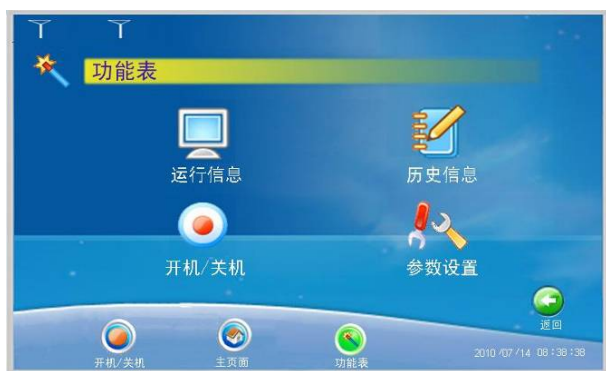 功能表
运行信息
历史信息
开机/关机
参数设置
返回
开机/关机
主页面
功能表
2010/07/14 08:38:38